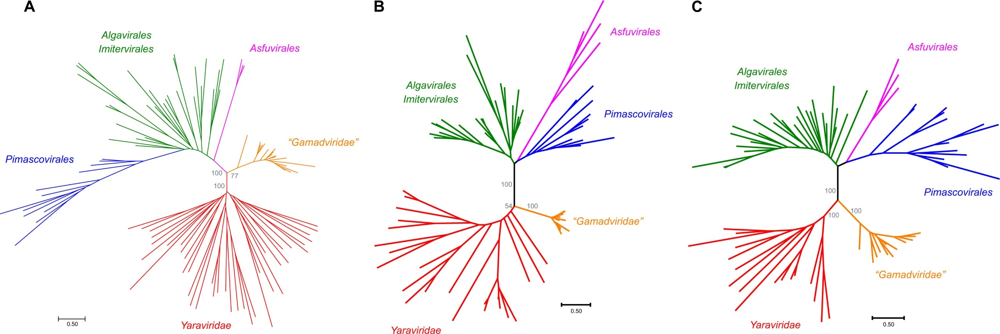 A
Algavirales
Imitervirales
Asfuvirales
“Gamadviridae”
Pimascovirales
100
77
100
0.50
Yaraviridae
B
Asfuvirales
Algavirales
Imitervirales
Pimascovirales
100
54
100
“Gamadviridae”
0.50
Yaraviridae
C
Asfuvirales
Algavirales
Imitervirales
Pimascovirales
100
100
100
“Gamadviridae”
0.50
Yaraviridae